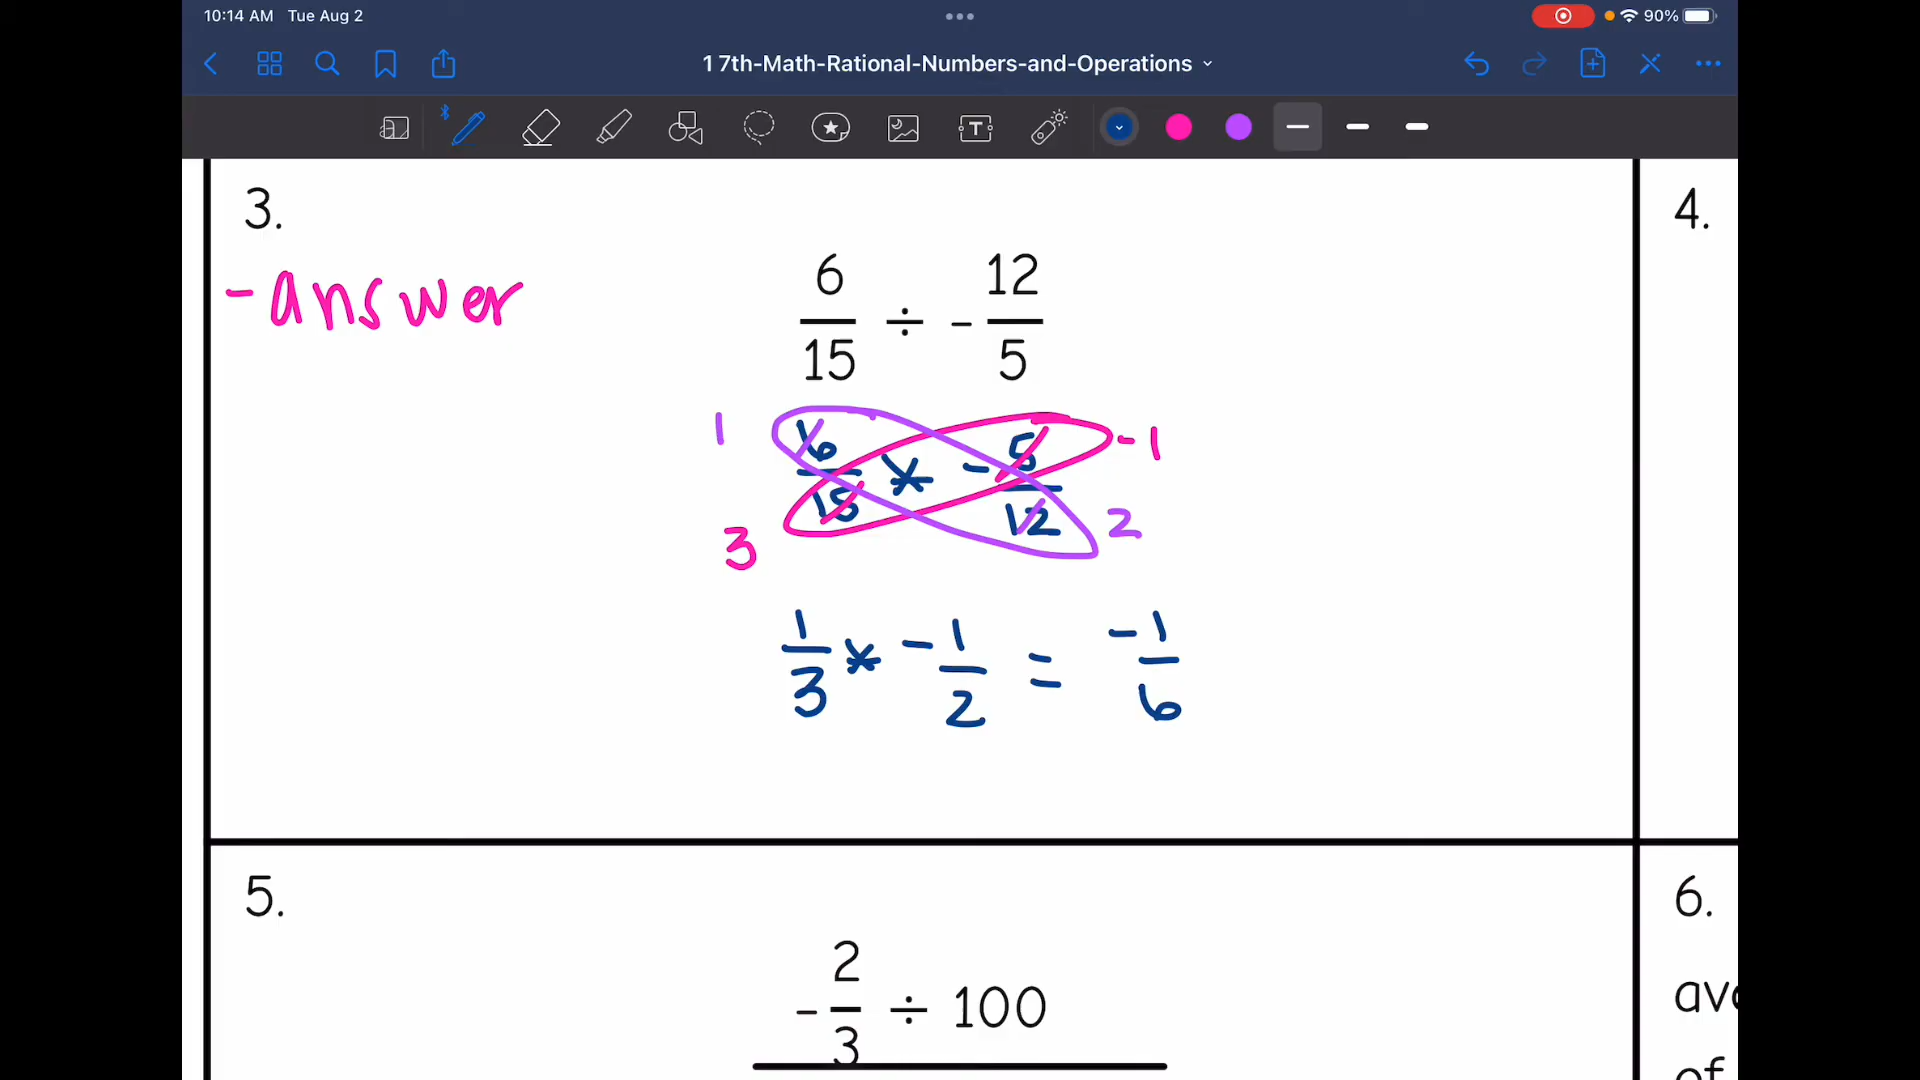 10:14 AM Tue Aug 2
90%
1 7th-Math-Rational-Numbers-and-Operations
3.
4.
-answer
6/15 ÷ -12/5
1 6/15 * -5/12 -1
3 2
1/3 * -1/2 = -1/6
5.
6.
-2/3 ÷ 100
of